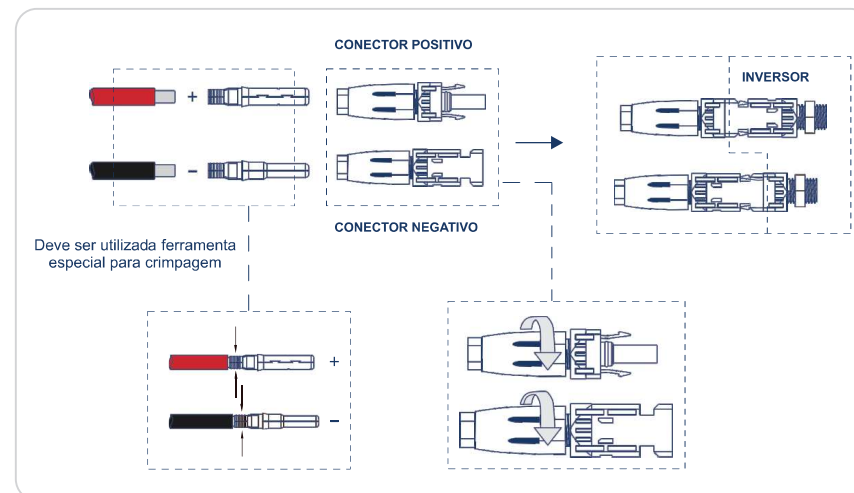 CONECTOR POSITIVO
INVERSOR
+
-
CONECTOR NEGATIVO
Deve ser utilizada ferramenta
especial para crimpagem
+
-